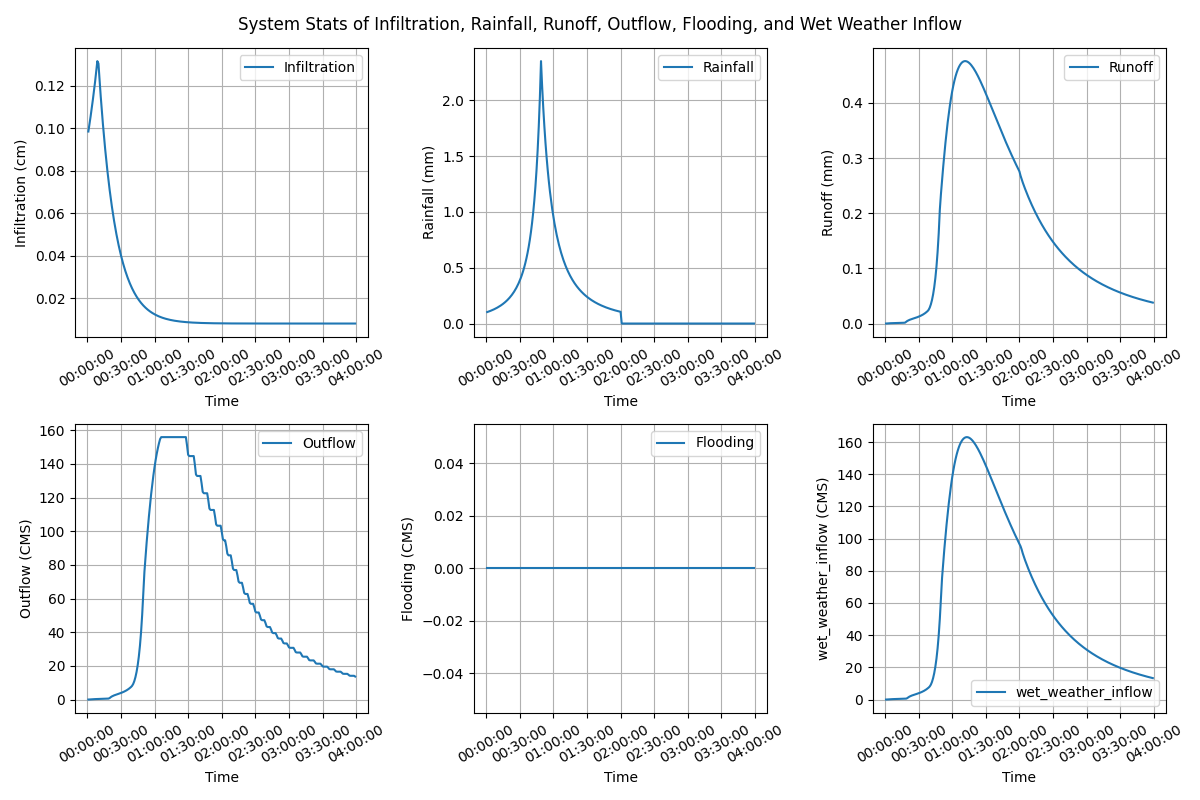 System Stats of Infiltration, Rainfall, Runoff, Outflow, Flooding, and Wet Weather Inflow
Infiltration
Infiltration (cm)
0.12
0.10
0.08
0.06
0.04
0.02
00:00:00 00:30:00 01:00:00 01:30:00 02:00:00 02:30:00 03:00:00 03:30:00 04:00:00
Time
Rainfall
Rainfall (mm)
2.0
1.5
1.0
0.5
0.0
00:00:00 00:30:00 01:00:00 01:30:00 02:00:00 02:30:00 03:00:00 03:30:00 04:00:00
Time
Runoff
Runoff (mm)
0.4
0.3
0.2
0.1
0.0
00:00:00 00:30:00 01:00:00 01:30:00 02:00:00 02:30:00 03:00:00 03:30:00 04:00:00
Time
Outflow
Outflow (CMS)
160
140
120
100
80
60
40
20
0
00:00:00 00:30:00 01:00:00 01:30:00 02:00:00 02:30:00 03:00:00 03:30:00 04:00:00
Time
Flooding
Flooding (CMS)
0.04
0.02
0.00
−0.02
−0.04
00:00:00 00:30:00 01:00:00 01:30:00 02:00:00 02:30:00 03:00:00 03:30:00 04:00:00
Time
wet_weather_inflow (CMS)
160
140
120
100
80
60
40
20
0
wet_weather_inflow
00:00:00 00:30:00 01:00:00 01:30:00 02:00:00 02:30:00 03:00:00 03:30:00 04:00:00
Time